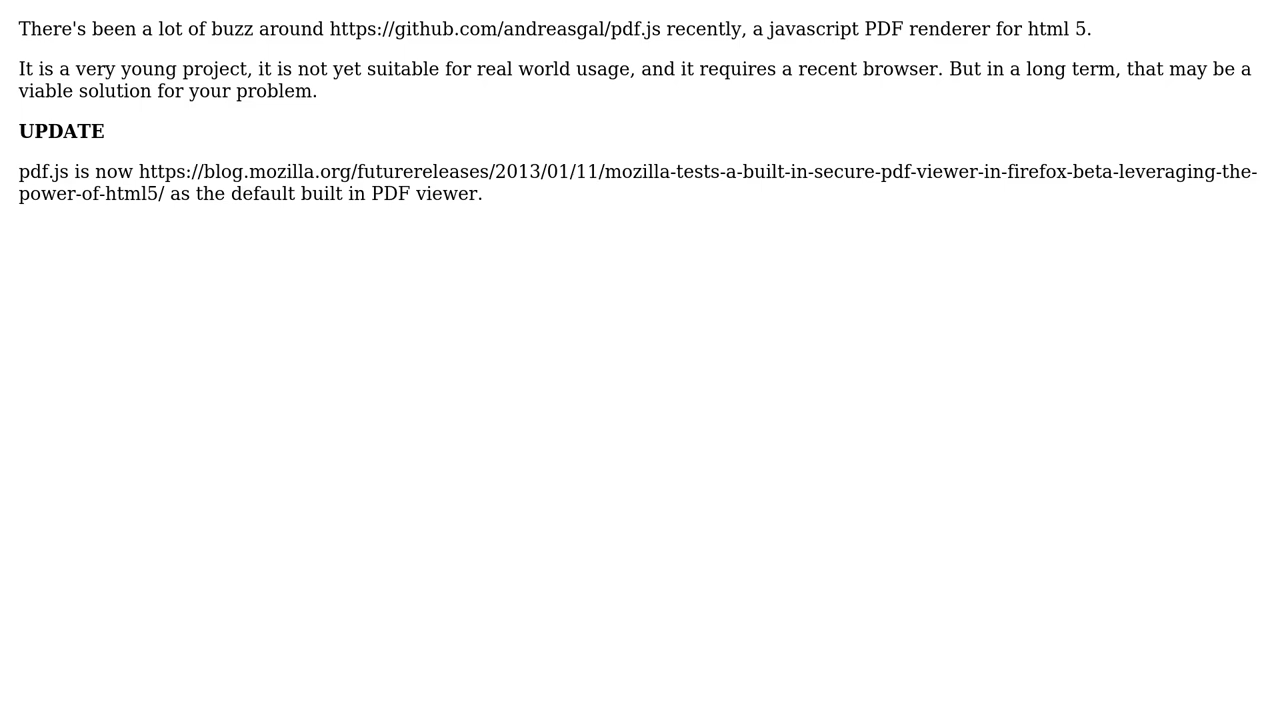 There's been a lot of buzz around https://github.com/andreasgal/pdf.js recently, a javascript PDF renderer for html 5.
It is a very young project, it is not yet suitable for real world usage, and it requires a recent browser. But in a long term, that may be a
viable solution for your problem.
UPDATE
pdf.js is now https://blog.mozilla.org/futurereleases/2013/01/11/mozilla-tests-a-built-in-secure-pdf-viewer-in-firefox-beta-leveraging-the-
power-of-html5/ as the default built in PDF viewer.